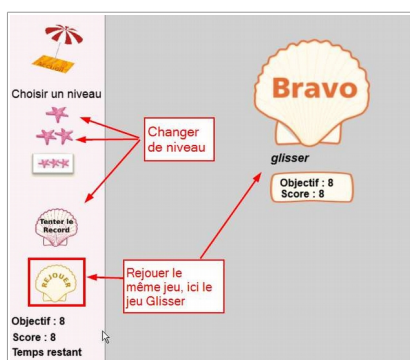 Choisir un niveau
Tenter le
Record
REJOUER
Objectif : 8
Score : 8
Temps restant
Changer
de niveau
Rejouer le
même jeu, ici le
jeu Glisser
Bravo
glisser
Objectif : 8
Score : 8